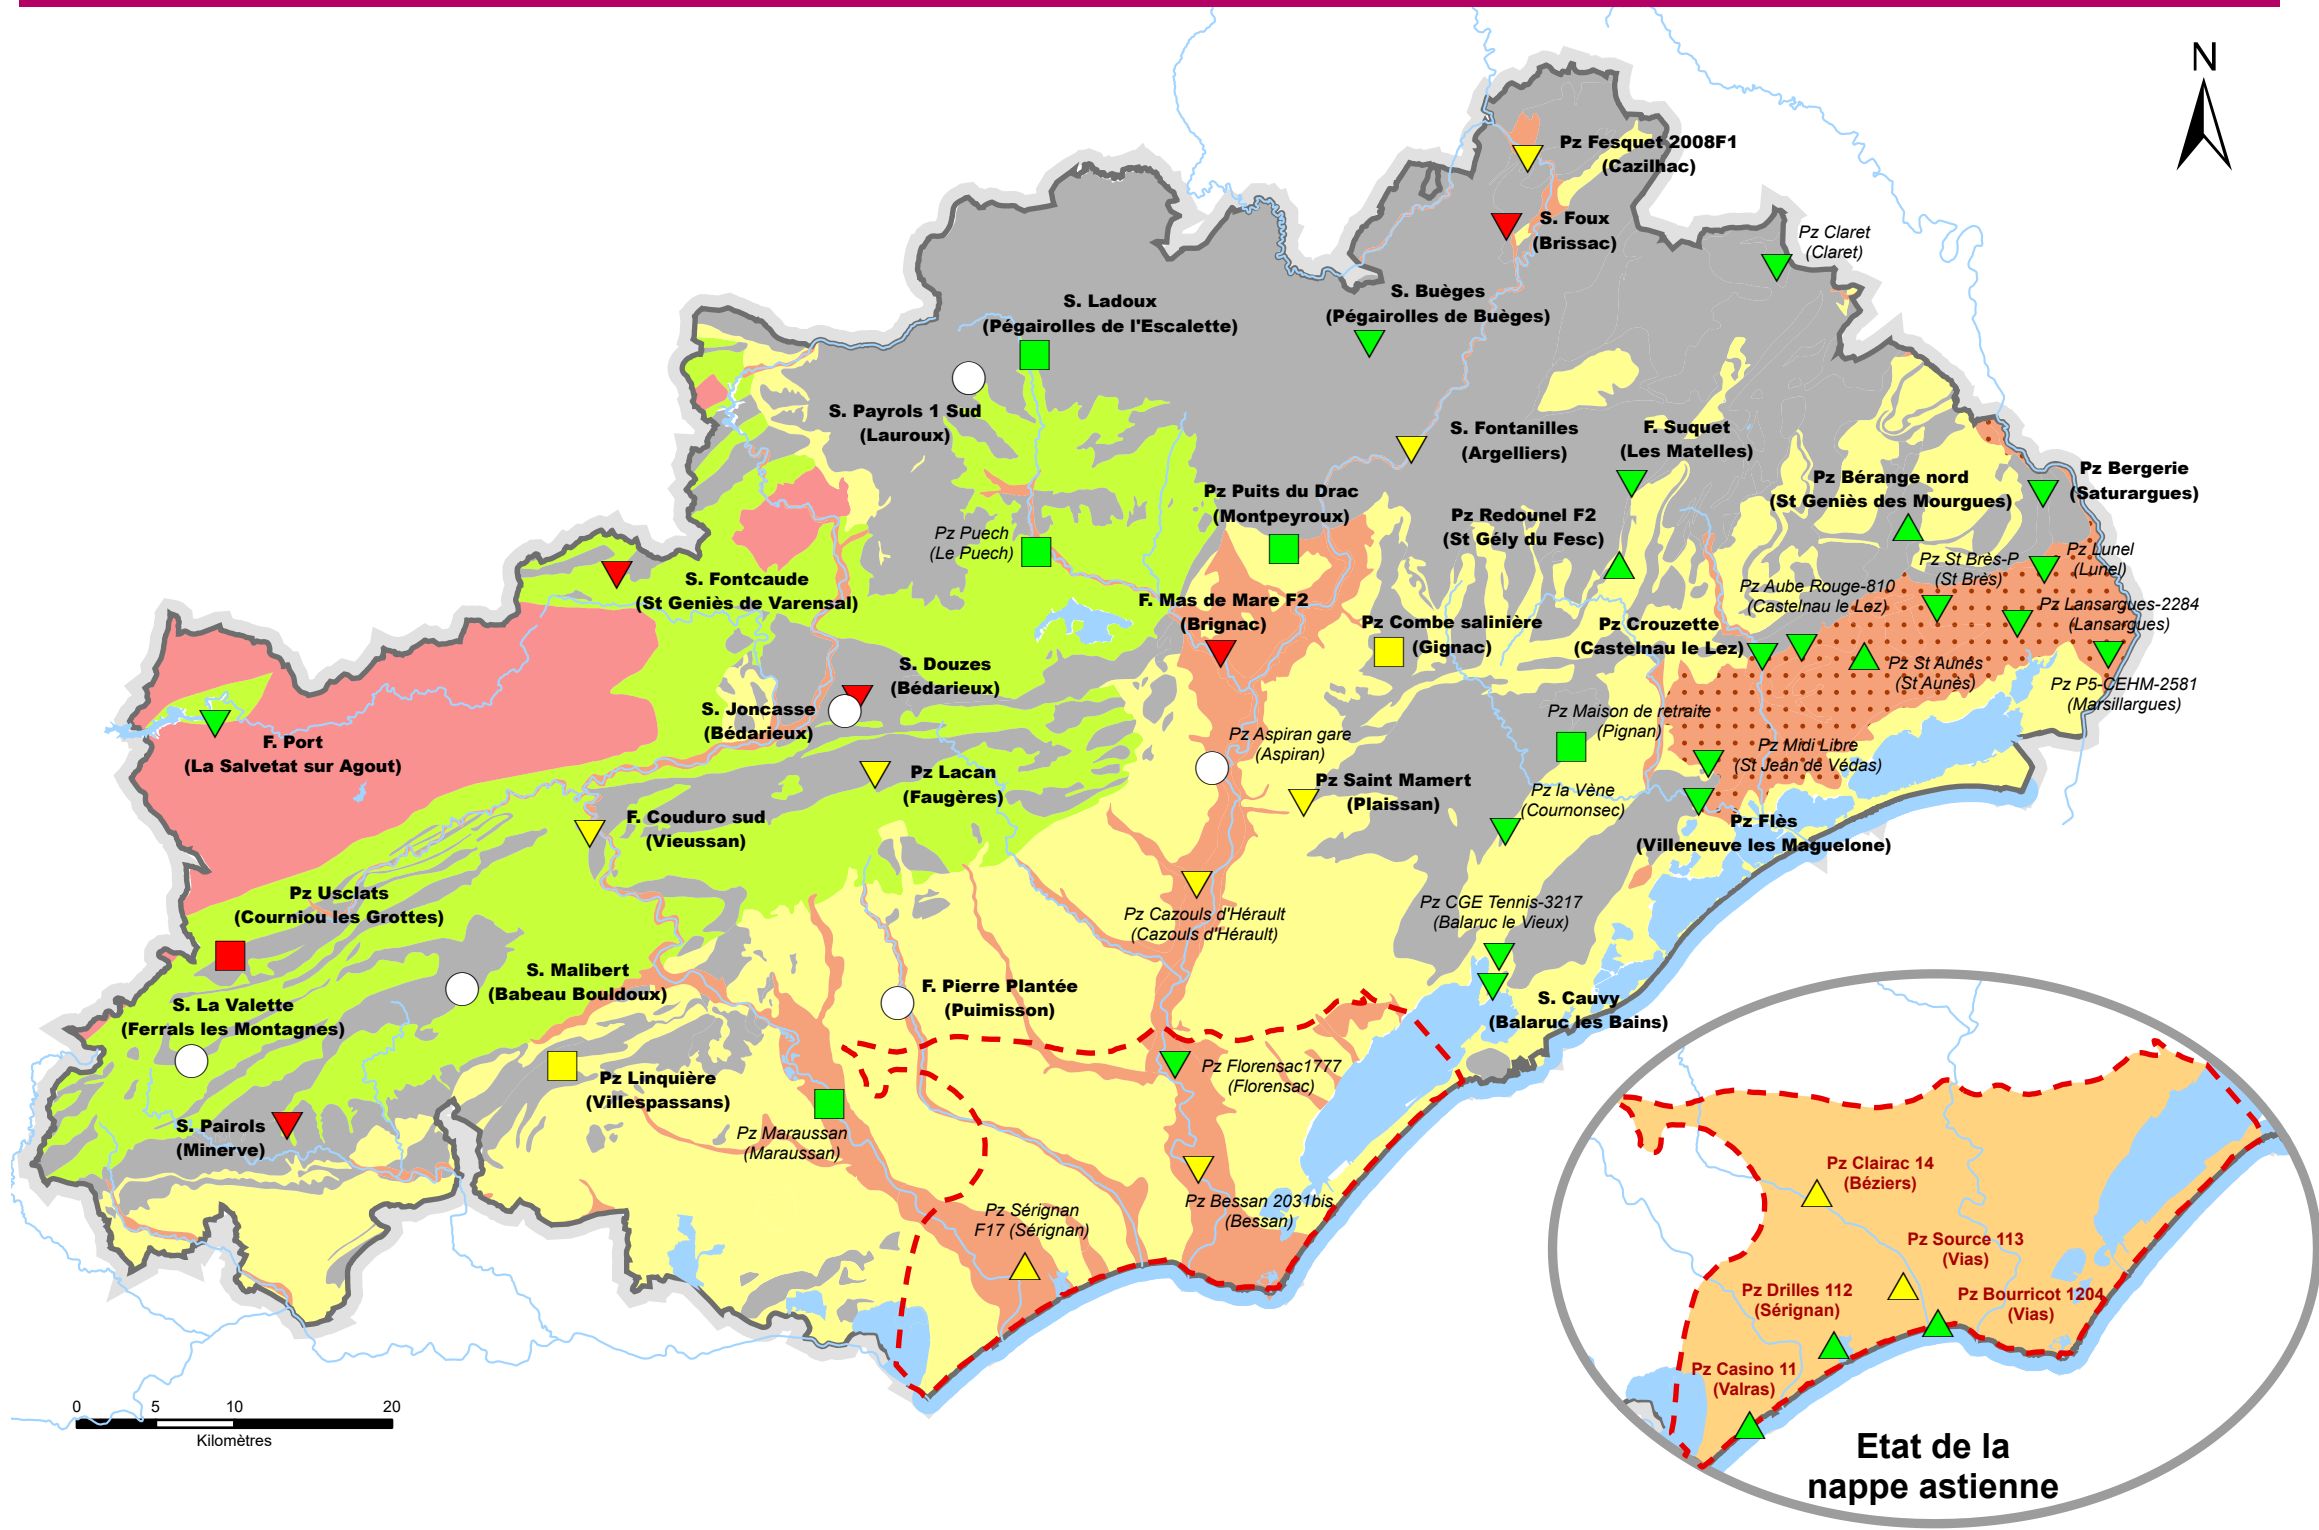 N
Pz Fesquet 2008F1
(Cazilhac)
S. Foux
(Brissac)
Pz Claret
(Claret)
S. Ladoux
(Pégairolles de l'Escalette)
S. Buèges
(Pégairolles de Buèges)
S. Payrols 1 Sud
(Lauroux)
S. Fontanilles
(Argelliers)
F. Suquet
(Les Matelles)
Pz Bérange nord
(St Geniès des Mourgues)
Pz Bergerie
(Saturargues)
Pz Puits du Drac
(Montpeyroux)
Pz Redounel F2
(St Gély du Fesc)
Pz Puech
(Le Puech)
Pz St Brès-P
(St Brès)
Pz Lunel
(Lunel)
S. Fontcaude
(St Geniès de Varensal)
Pz Aube Rouge-810
(Castelnau le Lez)
F. Mas de Mare F2
(Brignac)
Pz Combe salinière
(Gignac)
Pz Crouzette
(Castelnau le Lez)
Pz Lansargues-2284
(Lansargues)
S. Douzes
(Bédarieux)
Pz St Aunès
(St Aunès)
Pz P5-CEHM-2581
(Marsillargues)
S. Joncasse
(Bédarieux)
Pz Maison de retraite
(Pignan)
F. Port
(La Salvetat sur Agout)
Pz Aspiran gare
(Aspiran)
Pz Midi Libre
(St Jean de Védas)
Pz Lacan
(Faugères)
Pz Saint Mamert
(Plaissan)
Pz la Vène
(Cournonsec)
F. Couduro sud
(Vieussan)
Pz Flès
(Villeneuve les Maguelone)
Pz Usclats
(Courniou les Grottes)
Pz Cazouls d'Hérault
(Cazouls d'Hérault)
Pz CGE Tennis-3217
(Balaruc le Vieux)
S. Malibert
(Babeau Bouldoux)
F. Pierre Plantée
(Puimisson)
S. La Valette
(Ferrals les Montagnes)
S. Cauvy
(Balaruc les Bains)
Pz Linquière
(Villespassans)
Pz Florensac1777
(Florensac)
S. Pairols
(Minerve)
Pz Maraussan
(Maraussan)
Pz Sérignan
F17 (Sérignan)
Pz Bessan 2031bis
(Bessan)
Pz Clairac 14
(Béziers)
Pz Source 113
(Vias)
Pz Drilles 112
(Sérignan)
Pz Bourricot 1204
(Vias)
Pz Casino 11
(Valras)
Etat de la
nappe astienne
0 5 10 20
Kilomètres